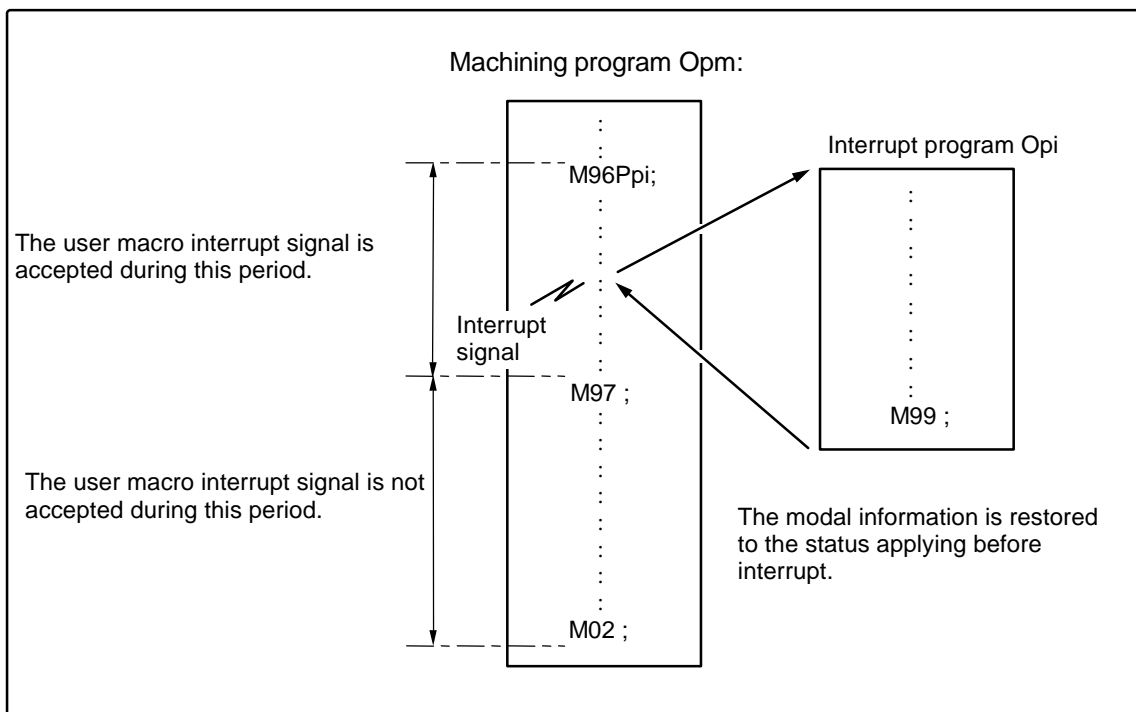 Machining program Opm:
Interrupt program Opi
M96Ppi;
The user macro interrupt signal is
accepted during this period.
Interrupt
signal
M97 ;
M99 ;
The user macro interrupt signal is not
accepted during this period.
The modal information is restored
to the status applying before
interrupt.
M02 ;